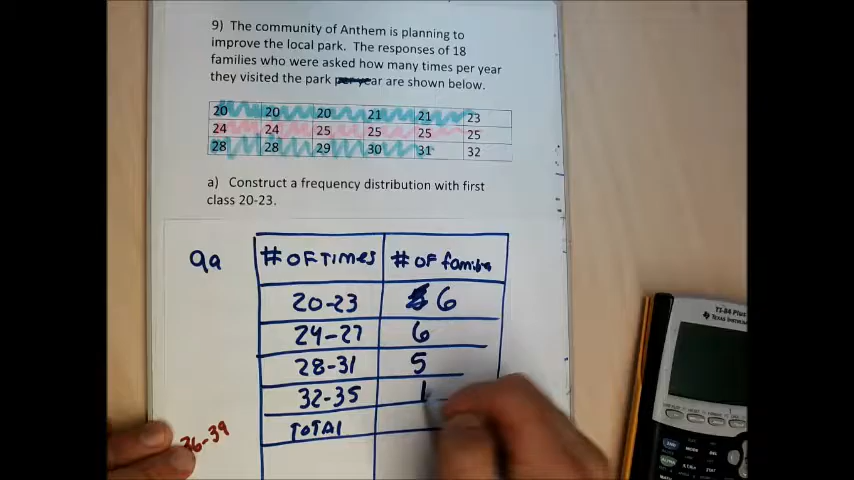 9) The community of Anthem is planning to
improve the local park. The responses of 18
families who were asked how many times per year
they visited the park per year are shown below.
20 20 20 21 21 23
24 24 25 25 25 25
28 28 29 30 31 32
a) Construct a frequency distribution with first
class 20-23.
9a
# OF TIMES # OF families
20-23 6
24-27 6
28-31 5
32-35 1
TOTAL
36-39
TI-84 Plus
TEXAS INSTRUMENTS